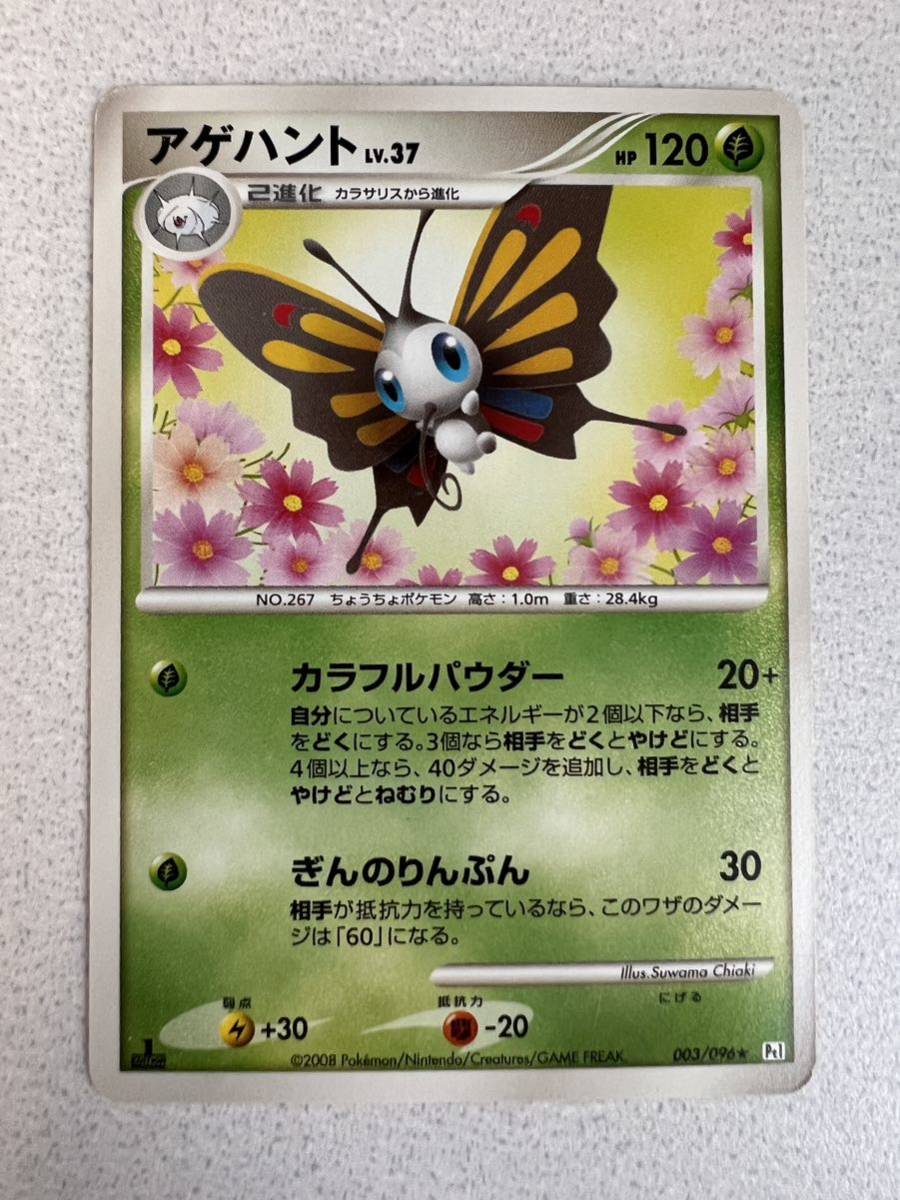 アゲハント LV.37 HP 120
2進化 カラサリスから進化
NO.267 ちょうちょポケモン 高さ：1.0m 重さ：28.4kg
カラフルパウダー 20+
自分についているエネルギーが2個以下なら、相手
をどくにする。3個なら相手をどくとやけどにする。
4個以上なら、40ダメージを追加し、相手をどくと
やけどとねむりにする。
ぎんのりんぷん 30
相手が抵抗力を持っているなら、このワザのダメー
ジは「60」になる。
Illus.Suwama Chiaki
弱点 抵抗力 にげる
+30 -20
1 EDITION ©2008 Pokémon/Nintendo/Creatures/GAME FREAK. 003/096★ Pt1